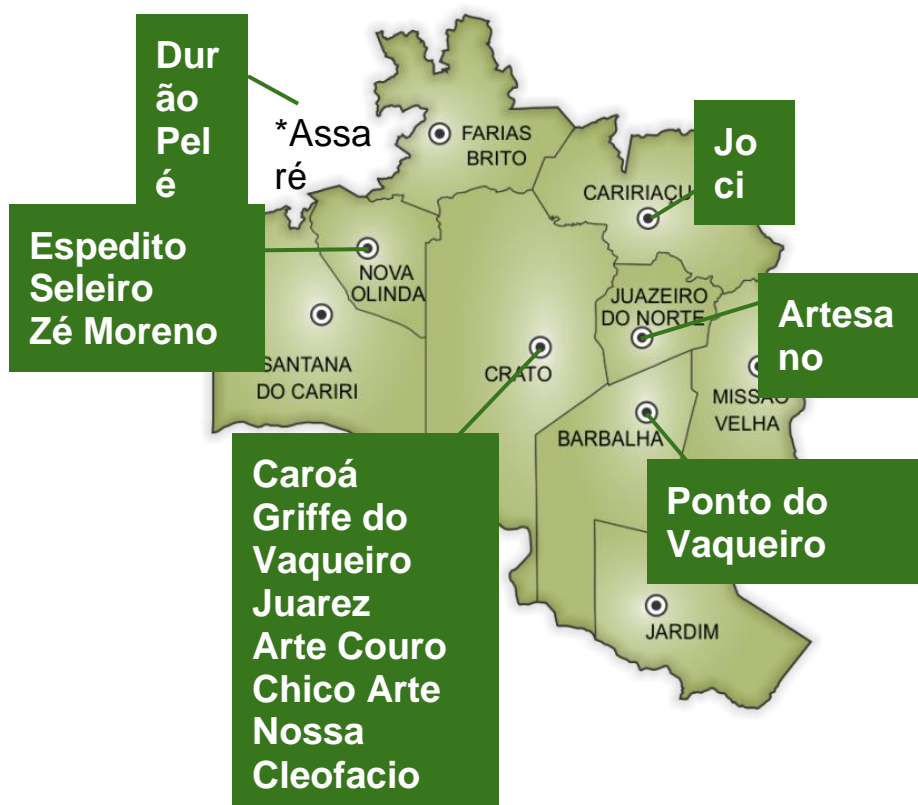 Dur
ão
Pel
é
*Assa
ré
FARIAS
BRITO
Jo
ci
CARIRIAÇU
Espedito
Seleiro
Zé Moreno
NOVA
OLINDA
JUAZEIRO
DO NORTE
Artesa
no
SANTANA
DO CARIRI
CRATO
MISSÃO
VELHA
BARBALHA
Caroá
Griffe do
Vaqueiro
Juarez
Arte Couro
Chico Arte
Nossa
Cleofacio
Ponto do
Vaqueiro
JARDIM